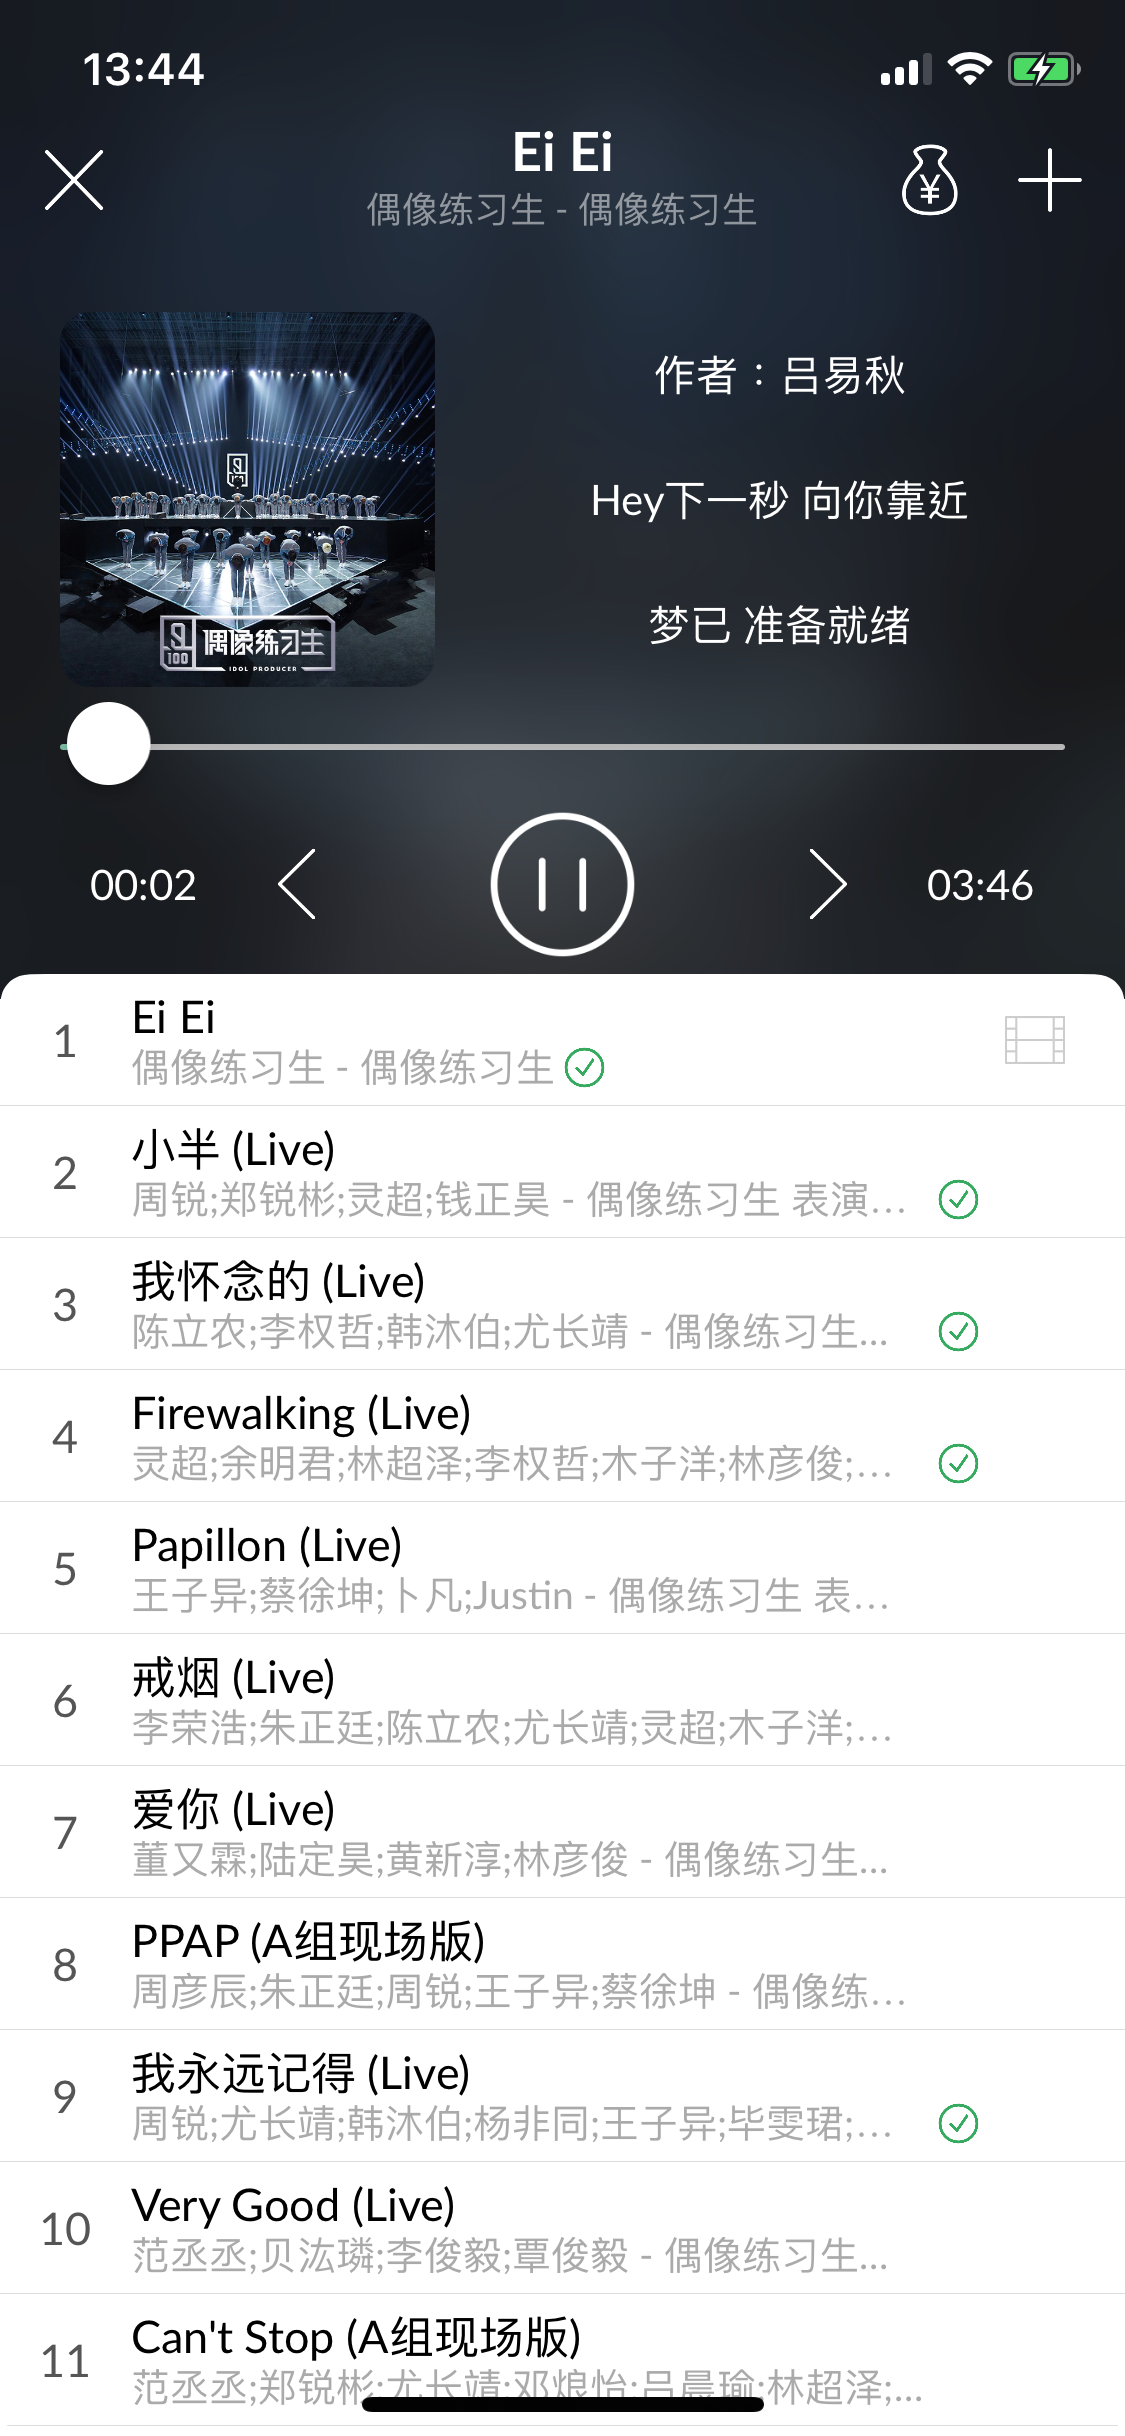 13:44
Ei Ei
偶像练习生 - 偶像练习生
¥
作者：吕易秋
Hey下一秒 向你靠近
梦已 准备就绪
100
偶像练习生
IDOL PRODUCER
00:02
03:46
1
Ei Ei
偶像练习生 - 偶像练习生
2
小半 (Live)
周锐;郑锐彬;灵超;钱正昊 - 偶像练习生 表演…
3
我怀念的 (Live)
陈立农;李权哲;韩沐伯;尤长靖 - 偶像练习生...
4
Firewalking (Live)
灵超;余明君;林超泽;李权哲;木子洋;林彦俊;…
5
Papillon (Live)
王子异;蔡徐坤;卜凡;Justin - 偶像练习生 表…
6
戒烟 (Live)
李荣浩;朱正廷;陈立农;尤长靖;灵超;木子洋;…
7
爱你 (Live)
董又霖;陆定昊;黄新淳;林彦俊 - 偶像练习生...
8
PPAP (A组现场版)
周彦辰;朱正廷;周锐;王子异;蔡徐坤 - 偶像练…
9
我永远记得 (Live)
周锐;尤长靖;韩沐伯;杨非同;王子异;毕雯珺;…
10
Very Good (Live)
范丞丞;贝汯璘;李俊毅;覃俊毅 - 偶像练习生...
11
Can't Stop (A组现场版)
范丞丞;郑锐彬;尤长靖;邓烺怡;吕晨瑜;林超泽;...